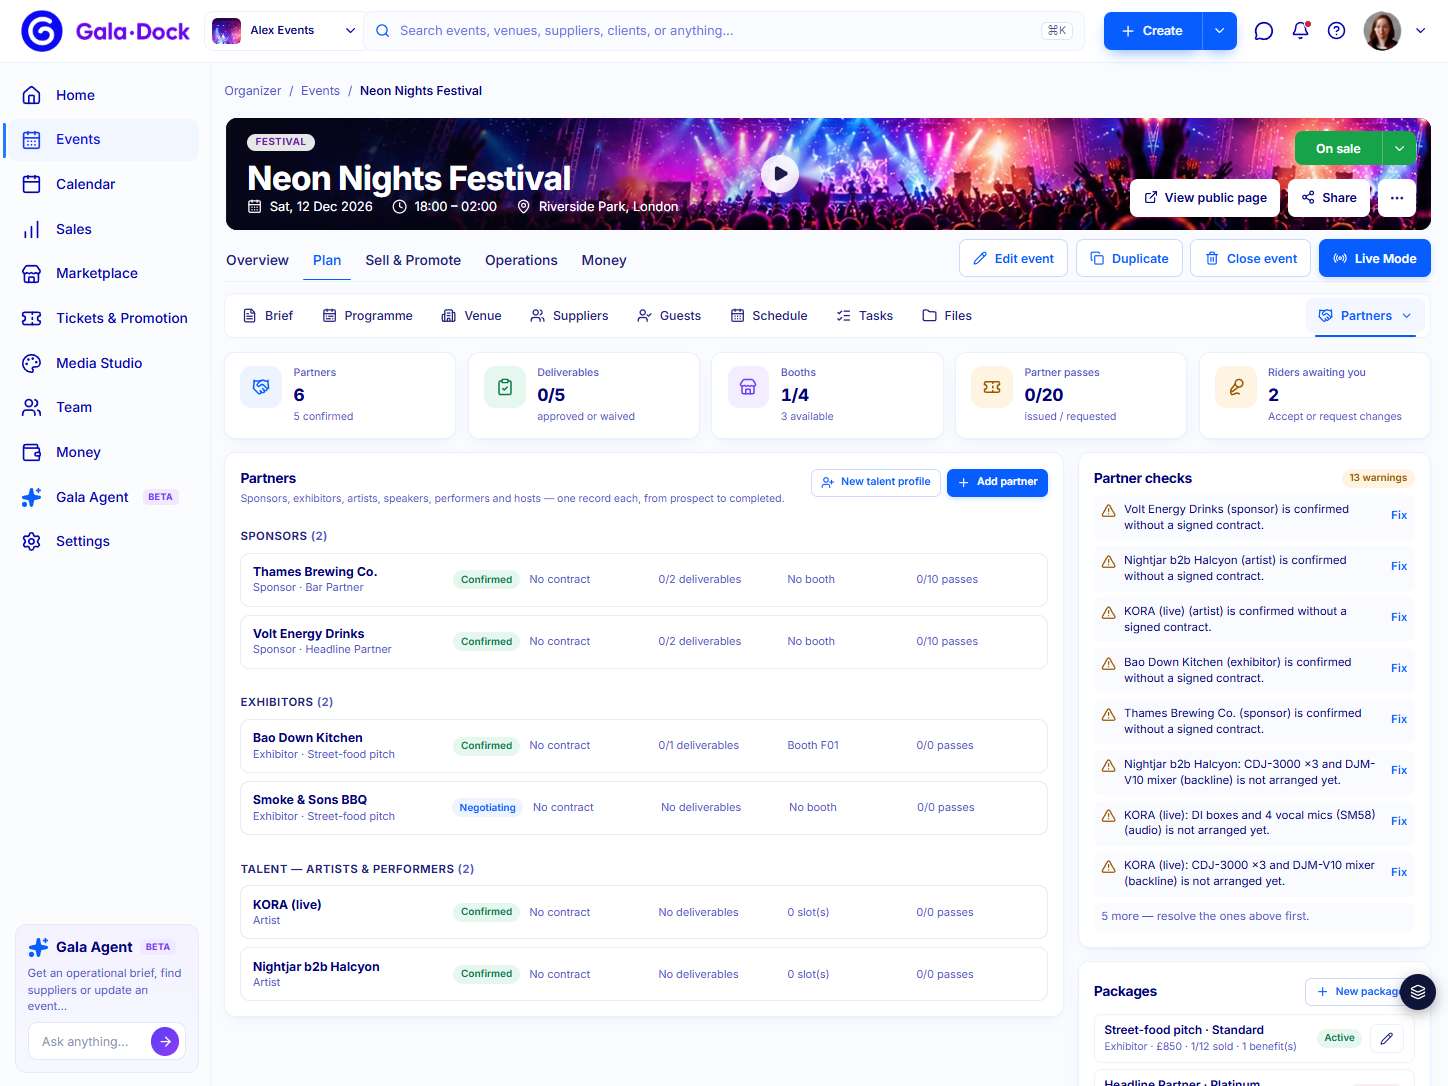 Gala·Dock
Alex Events
Search events, venues, suppliers, clients, or anything...
⌘K
+ Create
Home
Events
Calendar
Sales
Marketplace
Tickets & Promotion
Media Studio
Team
Money
Gala Agent BETA
Settings
Gala Agent BETA
Get an operational brief, find
suppliers or update an
event...
Ask anything...
Organizer / Events / Neon Nights Festival
FESTIVAL
Neon Nights Festival
Sat, 12 Dec 2026 18:00 – 02:00 Riverside Park, London
On sale
View public page
Share
Overview Plan Sell & Promote Operations Money
Edit event
Duplicate
Close event
Live Mode
Brief Programme Venue Suppliers Guests Schedule Tasks Files Partners
Partners
6
5 confirmed
Deliverables
0/5
approved or waived
Booths
1/4
3 available
Partner passes
0/20
issued / requested
Riders awaiting you
2
Accept or request changes
Partners
Sponsors, exhibitors, artists, speakers, performers and hosts — one record each, from prospect to completed.
New talent profile
+ Add partner
SPONSORS (2)
Thames Brewing Co.
Sponsor · Bar Partner
Confirmed No contract 0/2 deliverables No booth 0/10 passes
Volt Energy Drinks
Sponsor · Headline Partner
Confirmed No contract 0/2 deliverables No booth 0/10 passes
EXHIBITORS (2)
Bao Down Kitchen
Exhibitor · Street-food pitch
Confirmed No contract 0/1 deliverables Booth F01 0/0 passes
Smoke & Sons BBQ
Exhibitor · Street-food pitch
Negotiating No contract No deliverables No booth 0/0 passes
TALENT — ARTISTS & PERFORMERS (2)
KORA (live)
Artist
Confirmed No contract No deliverables 0 slot(s) 0/0 passes
Nightjar b2b Halcyon
Artist
Confirmed No contract No deliverables 0 slot(s) 0/0 passes
Partner checks
13 warnings
Volt Energy Drinks (sponsor) is confirmed
without a signed contract.
Fix
Nightjar b2b Halcyon (artist) is confirmed
without a signed contract.
Fix
KORA (live) (artist) is confirmed without a
signed contract.
Fix
Bao Down Kitchen (exhibitor) is confirmed
without a signed contract.
Fix
Thames Brewing Co. (sponsor) is confirmed
without a signed contract.
Fix
Nightjar b2b Halcyon: CDJ-3000 ×3 and DJM-
V10 mixer (backline) is not arranged yet.
Fix
KORA (live): DI boxes and 4 vocal mics (SM58)
(audio) is not arranged yet.
Fix
KORA (live): CDJ-3000 ×3 and DJM-V10 mixer
(backline) is not arranged yet.
Fix
5 more — resolve the ones above first.
Packages
+ New package
Street-food pitch · Standard
Exhibitor · £850 · 1/12 sold · 1 benefit(s)
Active
Headline Partner · Platinum